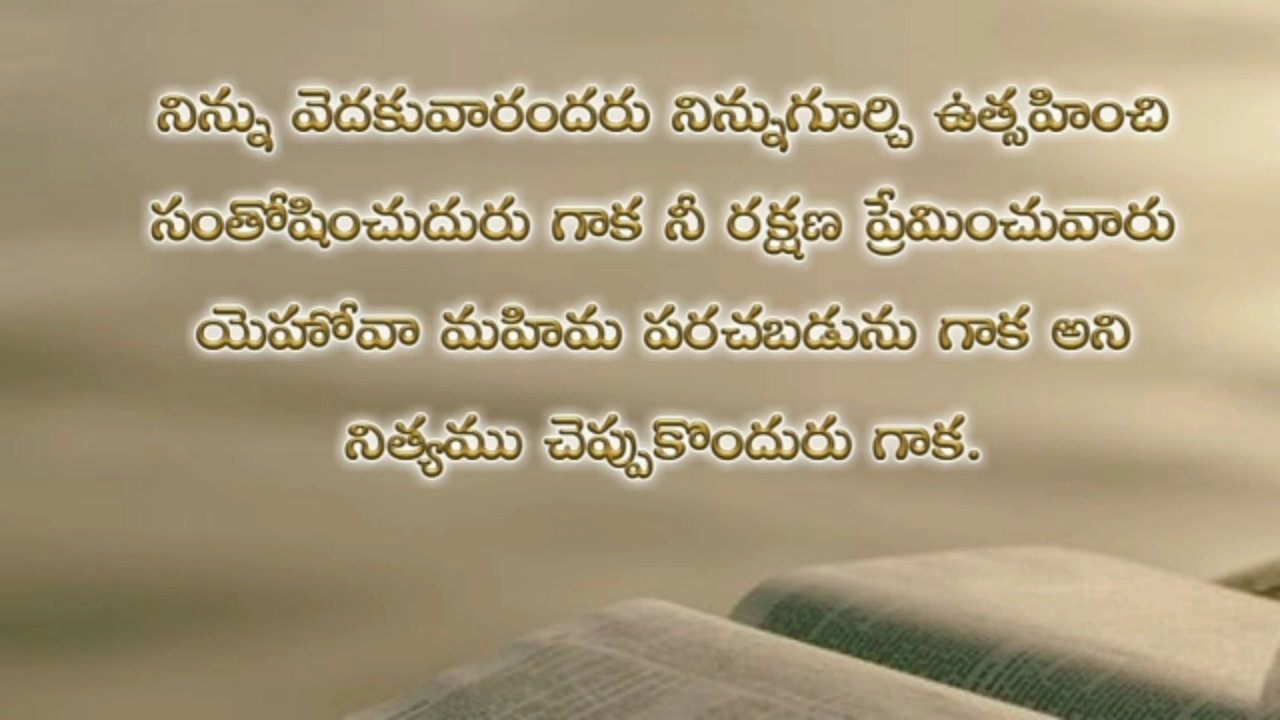 నిన్ను వెదకువారందరు నిన్నుగూర్చి ఉత్సహించి
సంతోషించుదురు గాక నీ రక్షణ ప్రేమించువారు
యెహోవా మహిమ పరచబడును గాక అని
నిత్యము చెప్పుకొందురు గాక.